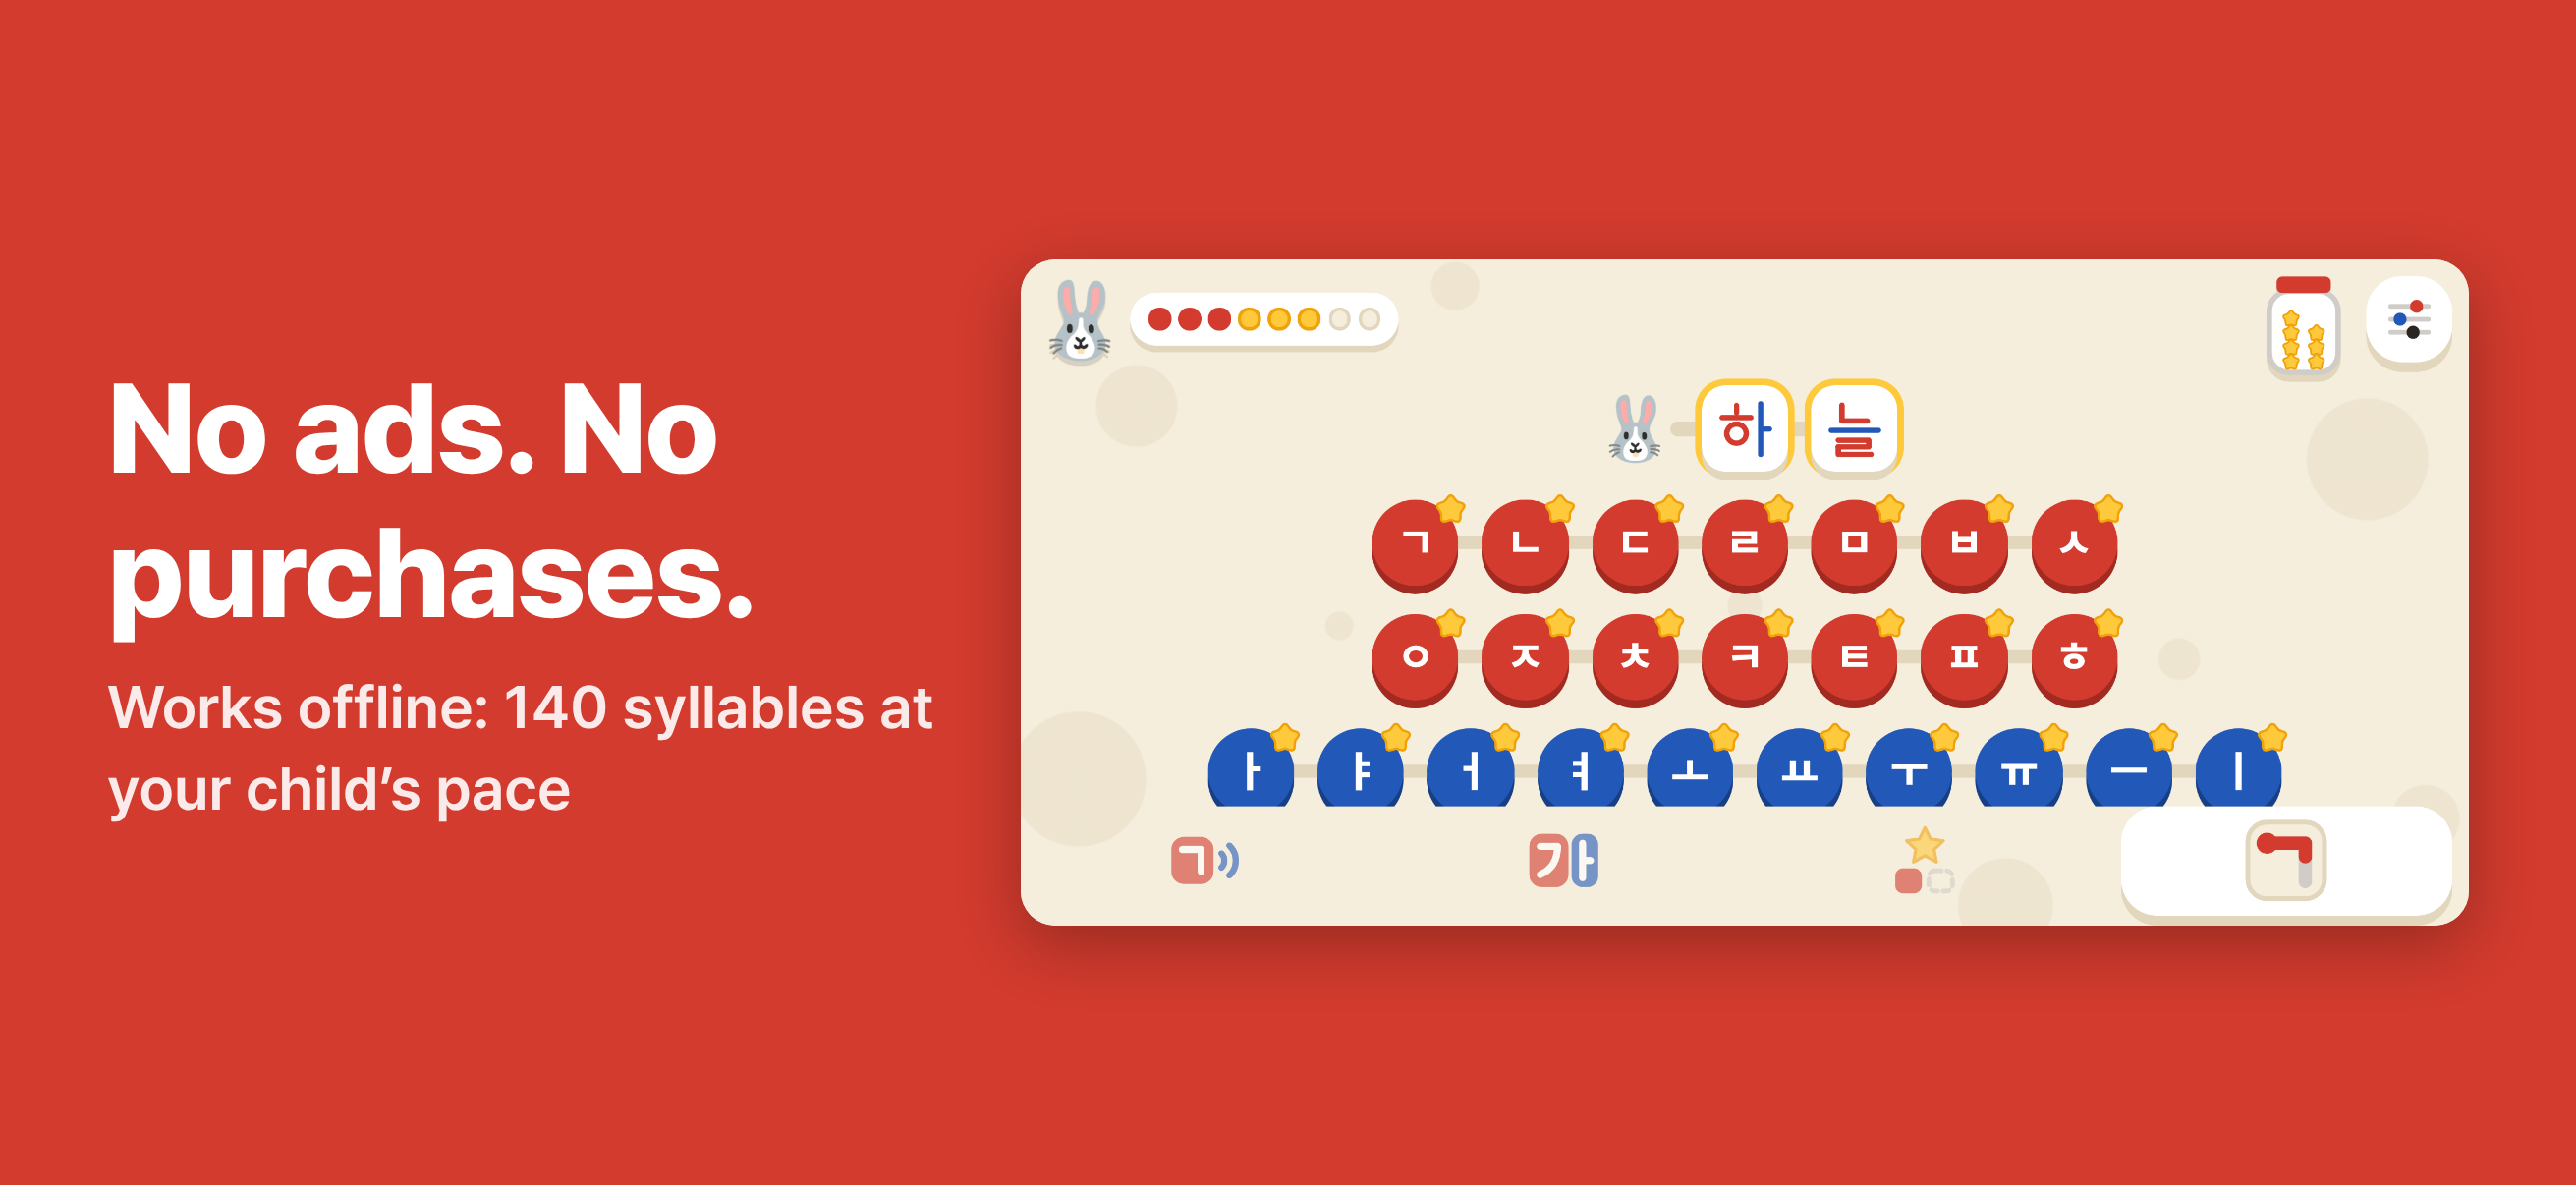 No ads. No
purchases.
Works offline: 140 syllables at
your child’s pace
하 늘
ㄱ ㄴ ㄷ ㄹ ㅁ ㅂ ㅅ
ㅇ ㅈ ㅊ ㅋ ㅌ ㅍ ㅎ
ㅏ ㅑ ㅓ ㅕ ㅗ ㅛ ㅜ ㅠ ㅡ ㅣ
ㄱ 가 ㄱ